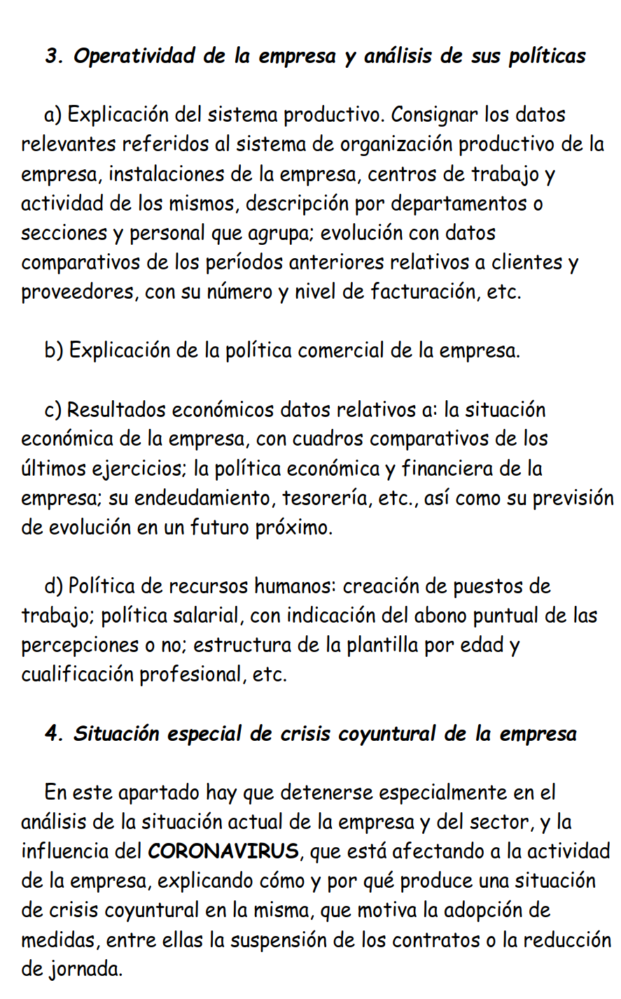 3. Operatividad de la empresa y análisis de sus políticas
a) Explicación del sistema productivo. Consignar los datos
relevantes referidos al sistema de organización productivo de la
empresa, instalaciones de la empresa, centros de trabajo y
actividad de los mismos, descripción por departamentos o
secciones y personal que agrupa; evolución con datos
comparativos de los períodos anteriores relativos a clientes y
proveedores, con su número y nivel de facturación, etc.
b) Explicación de la política comercial de la empresa.
c) Resultados económicos datos relativos a: la situación
económica de la empresa, con cuadros comparativos de los
últimos ejercicios; la política económica y financiera de la
empresa; su endeudamiento, tesorería, etc., así como su previsión
de evolución en un futuro próximo.
d) Política de recursos humanos: creación de puestos de
trabajo; política salarial, con indicación del abono puntual de las
percepciones o no; estructura de la plantilla por edad y
cualificación profesional, etc.
4. Situación especial de crisis coyuntural de la empresa
En este apartado hay que detenerse especialmente en el
análisis de la situación actual de la empresa y del sector, y la
influencia del CORONAVIRUS, que está afectando a la actividad
de la empresa, explicando cómo y por qué produce una situación
de crisis coyuntural en la misma, que motiva la adopción de
medidas, entre ellas la suspensión de los contratos o la reducción
de jornada.